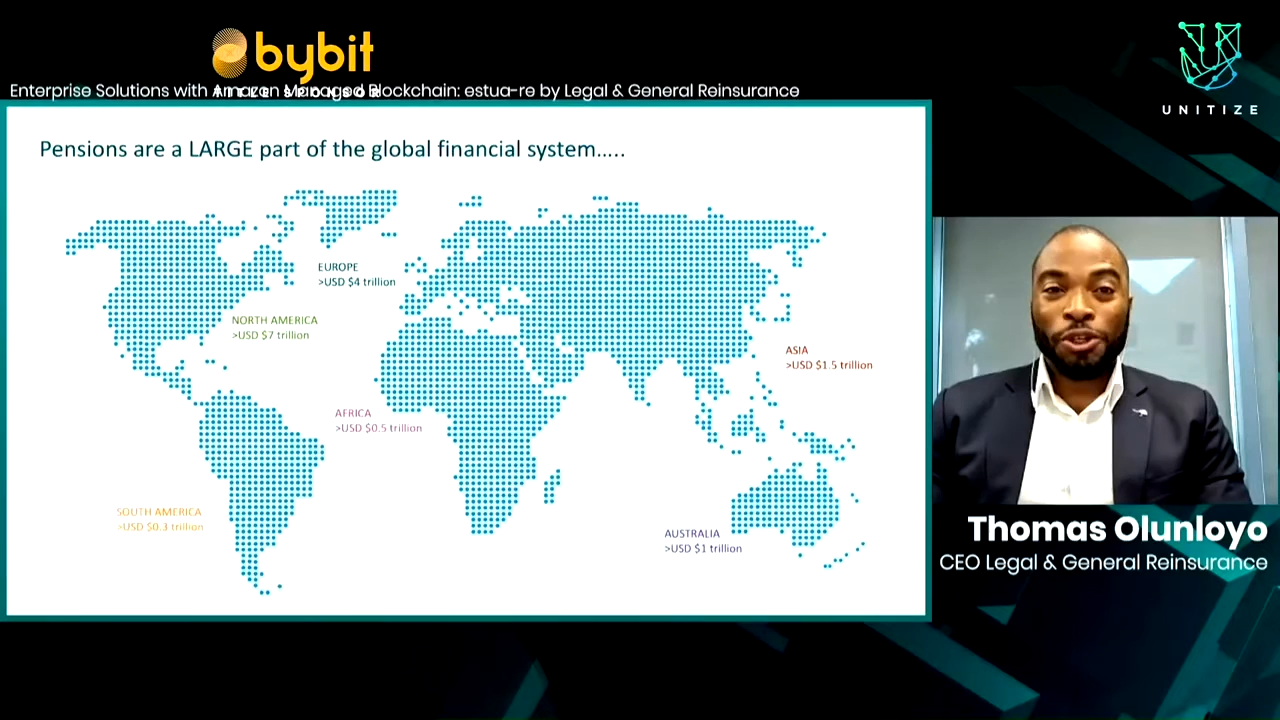 bybit
TITLE SPONSOR
Enterprise Solutions with Amazon Managed Blockchain: estua-re by Legal & General Reinsurance
UNITIZE
Pensions are a LARGE part of the global financial system.....
EUROPE
>USD $4 trillion
NORTH AMERICA
>USD $7 trillion
ASIA
>USD $1.5 trillion
AFRICA
>USD $0.5 trillion
SOUTH AMERICA
>USD $0.3 trillion
AUSTRALIA
>USD $1 trillion
Thomas Olunloyo
CEO Legal & General Reinsurance